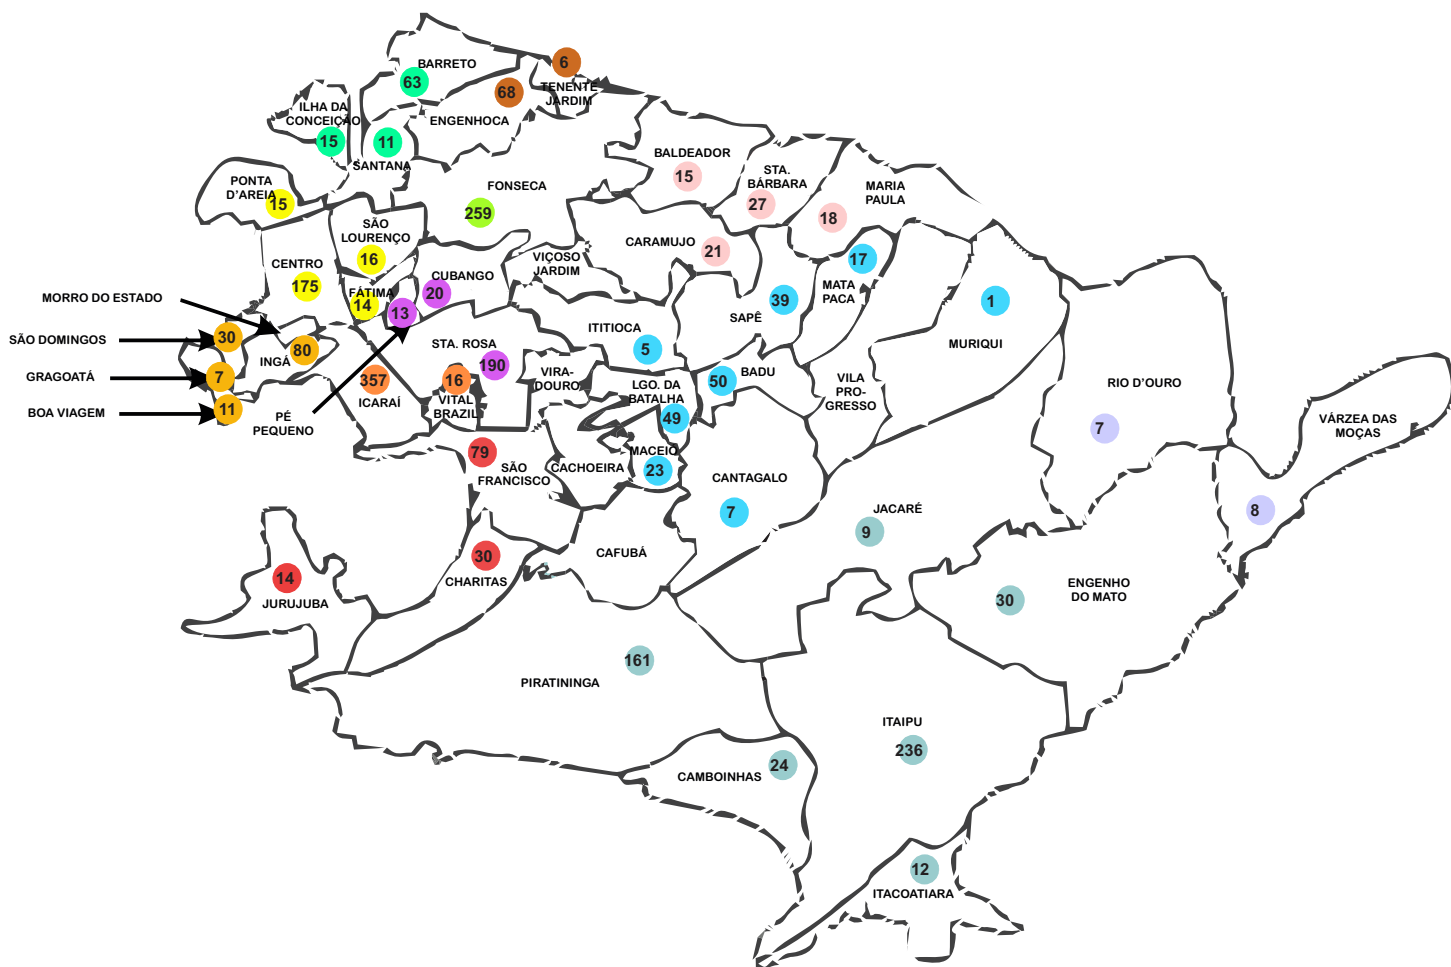 BARRETO
63
6
TENENTE
JARDIM
68
ENGENHOCA
ILHA DA
CONCEIÇÃO
15
11
SANTANA
PONTA
D'AREIA
15
FONSECA
259
BALDEADOR
15
STA.
BÁRBARA
27
MARIA
PAULA
18
SÃO
LOURENÇO
16
CARAMUJO
21
VIÇOSO
JARDIM
17
MATA
PACA
CENTRO
175
CUBANGO
20
FÁTIMA
14
13
MORRO DO ESTADO
SÃO DOMINGOS
30
INGÁ
80
GRAGOATÁ
7
BOA VIAGEM
11
PÉ
PEQUENO
39
SAPÊ
1
MURIQUI
ITITIOCA
5
STA. ROSA
190
VIRA-
DOURO
357
ICARAÍ
16
VITAL
BRAZIL
LGO. DA
BATALHA
49
50
BADU
VILA
PRO-
GRESSO
RIO D'OURO
7
VÁRZEA DAS
MOÇAS
8
79
SÃO
FRANCISCO
CACHOEIRA
MACEIÓ
23
CANTAGALO
7
JACARÉ
9
14
JURUJUBA
30
CHARITAS
CAFUBÁ
ENGENHO
DO MATO
30
161
PIRATININGA
ITAIPU
236
CAMBOINHAS
24
12
ITACOATIARA